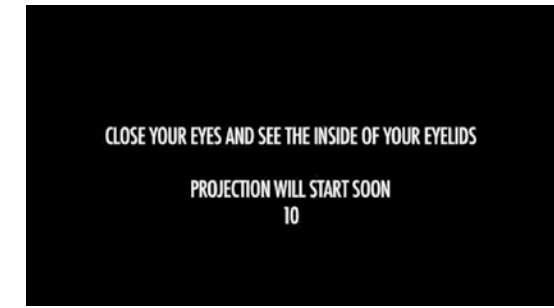 CLOSE YOUR EYES AND SEE THE INSIDE OF YOUR EYELIDS
PROJECTION WILL START SOON
10